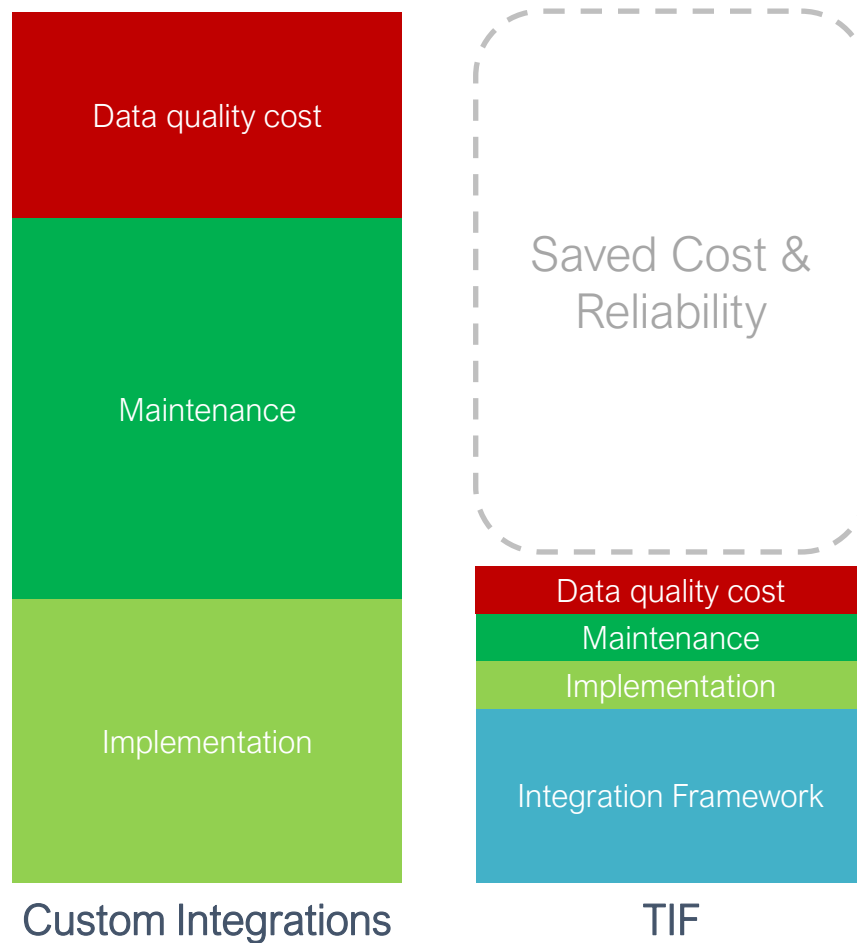 Data quality cost
Maintenance
Implementation
Custom Integrations
Saved Cost &
Reliability
Data quality cost
Maintenance
Implementation
Integration Framework
TIF